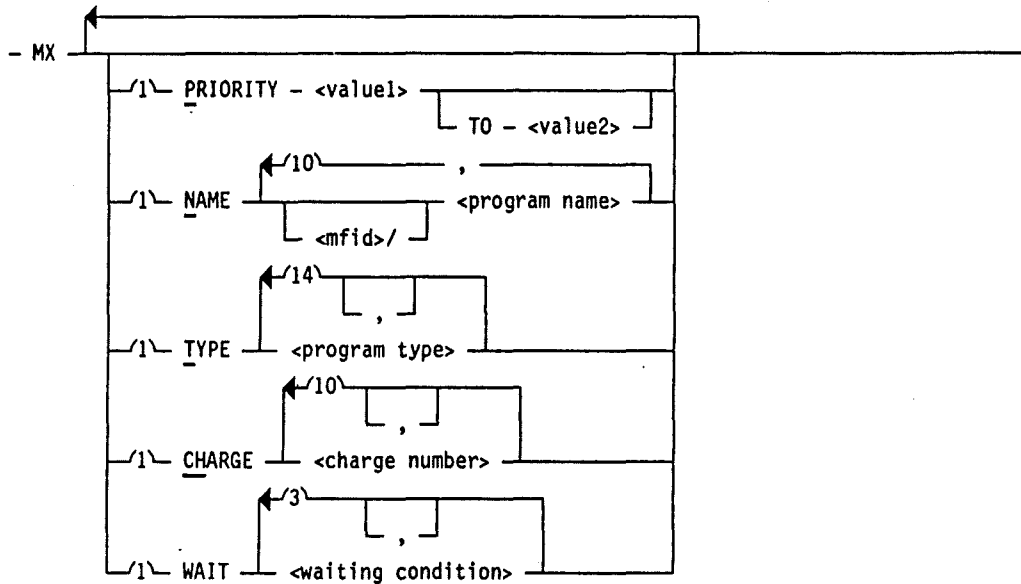 - MX
/1\ PRIORITY - <value1>
TO - <value2>
/10\ ,
/1\ NAME <program name>
<mfid>/
/14\
,
/1\ TYPE <program type>
/10\
,
/1\ CHARGE <charge number>
/3\
,
/1\ WAIT <waiting condition>